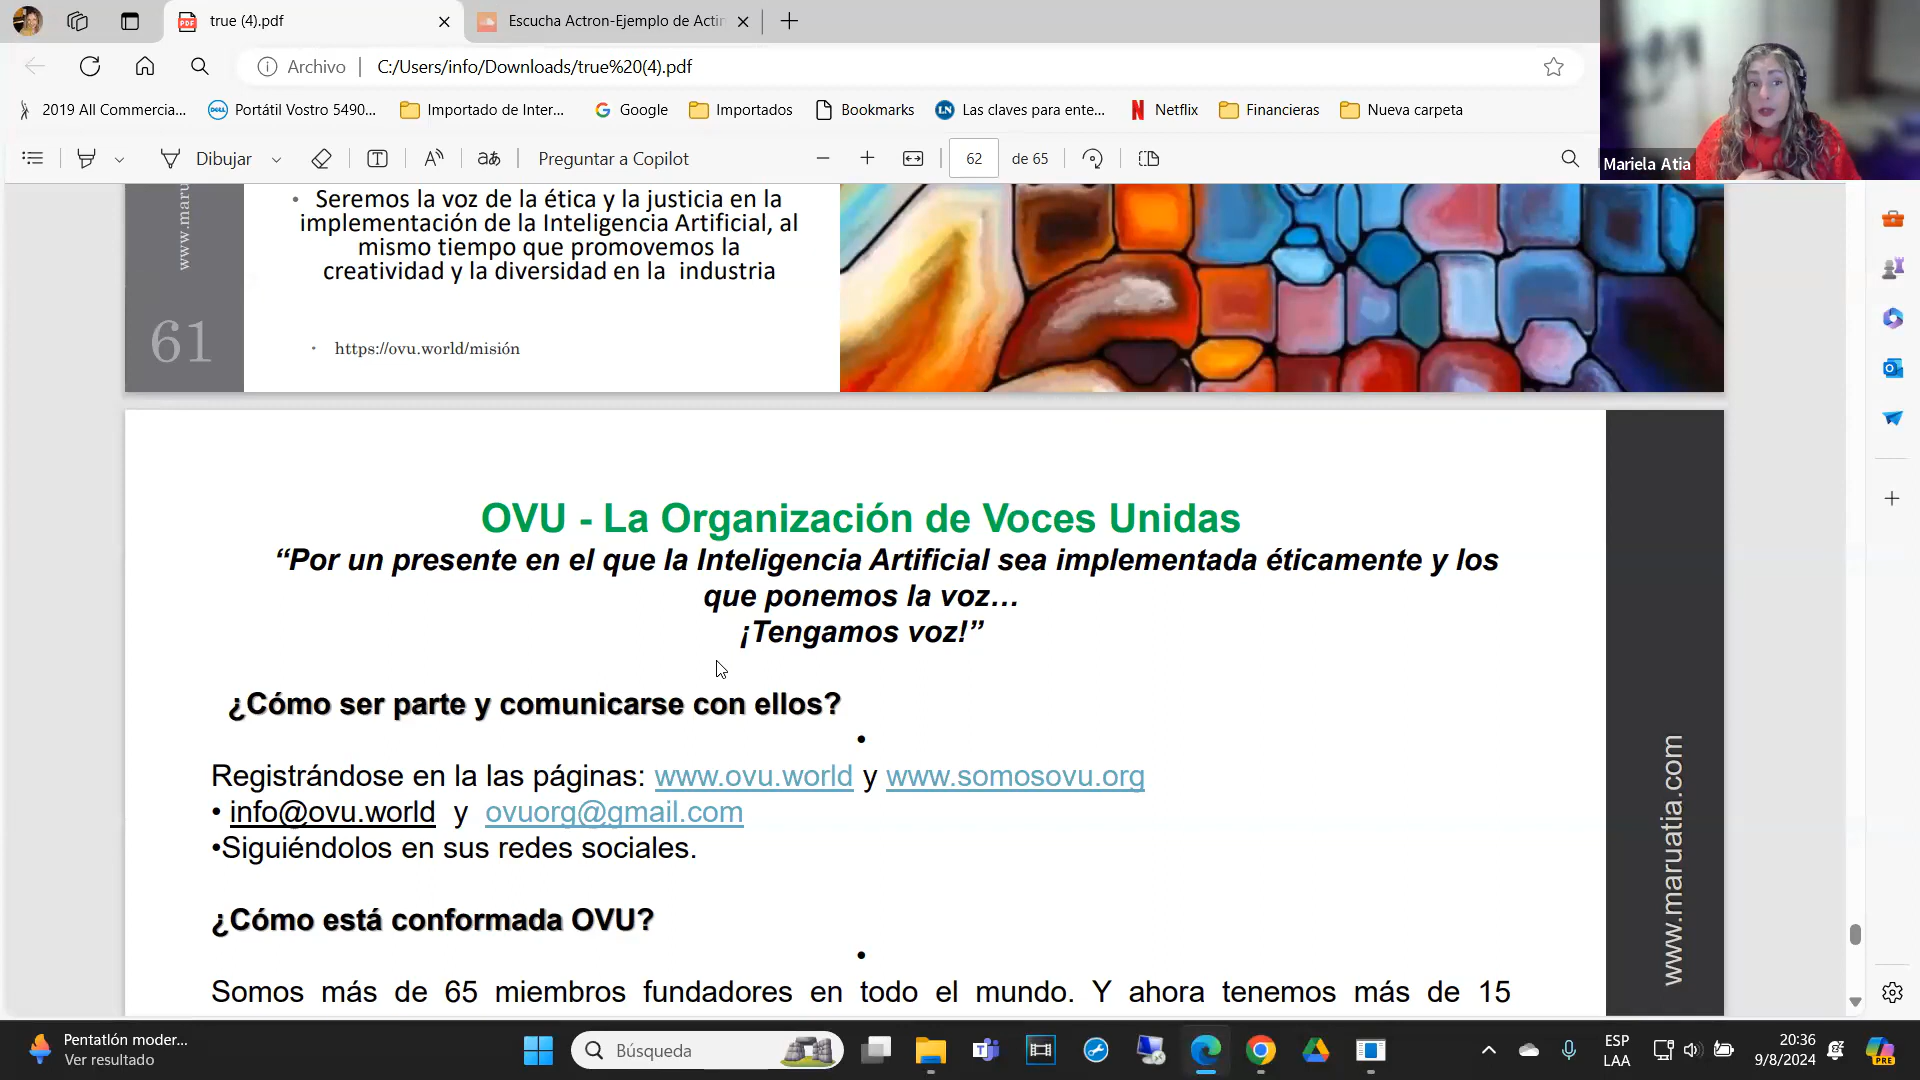 true (4).pdf
Escucha Actron-Ejemplo de Actin
Archivo
C:/Users/info/Downloads/true%20(4).pdf
2019 All Commercia...
Portátil Vostro 5490...
Importado de Inter...
Google
Importados
Bookmarks
Las claves para ente...
Netflix
Financieras
Nueva carpeta
Dibujar
Preguntar a Copilot
62
de 65
Mariela Atia
www.maru
61
• Seremos la voz de la ética y la justicia en la
implementación de la Inteligencia Artificial, al
mismo tiempo que promovemos la
creatividad y la diversidad en la industria
• https://ovu.world/misión
OVU - La Organización de Voces Unidas
“Por un presente en el que la Inteligencia Artificial sea implementada éticamente y los
que ponemos la voz…
¡Tengamos voz!”
¿Cómo ser parte y comunicarse con ellos?
•
Registrándose en la las páginas: www.ovu.world y www.somosovu.org
• info@ovu.world y ovuorg@gmail.com
•Siguiéndolos en sus redes sociales.
¿Cómo está conformada OVU?
•
Somos más de 65 miembros fundadores en todo el mundo. Y ahora tenemos más de 15
www.maruatia.com
Pentatlón moder...
Ver resultado
Búsqueda
ESP
LAA
20:36
9/8/2024
PRE